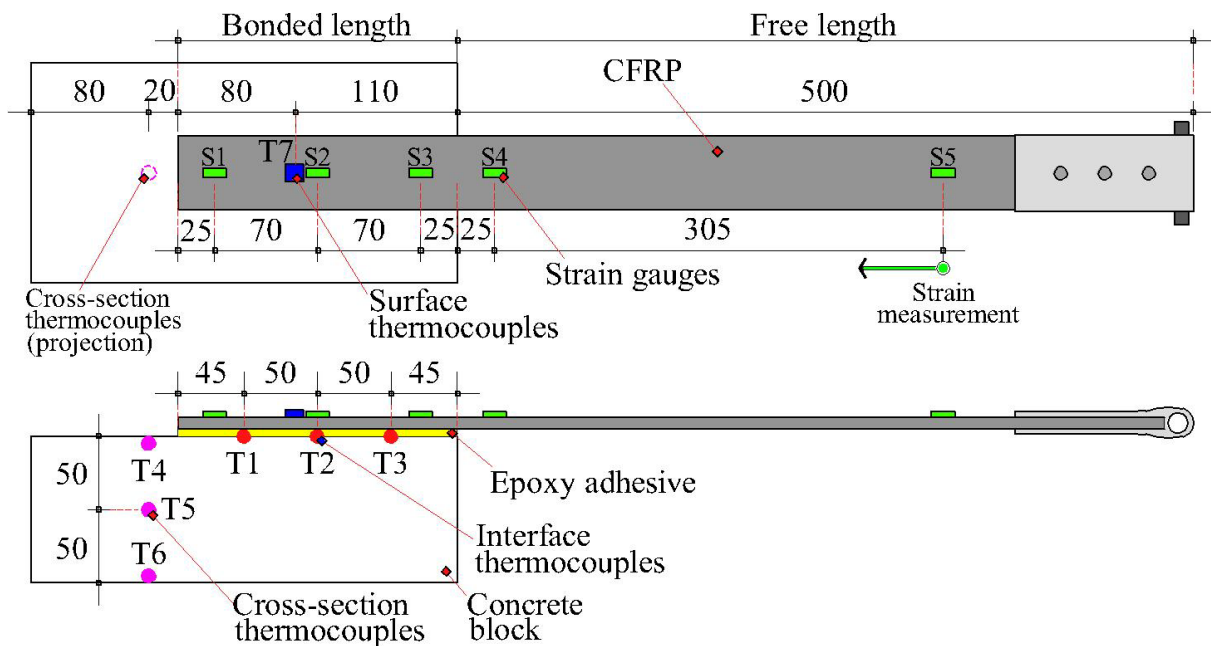 Bonded length
Free length
CFRP
80
20
80
110
500
T7
S1
S2
S3
S4
S5
25
70
70
25
25
305
Strain gauges
Cross-section
thermocouples
(projection)
Surface
thermocouples
Strain
measurement
45
50
50
45
T1
T2
T3
T4
T5
T6
50
50
Epoxy adhesive
Interface
thermocouples
Cross-section
thermocouples
Concrete
block